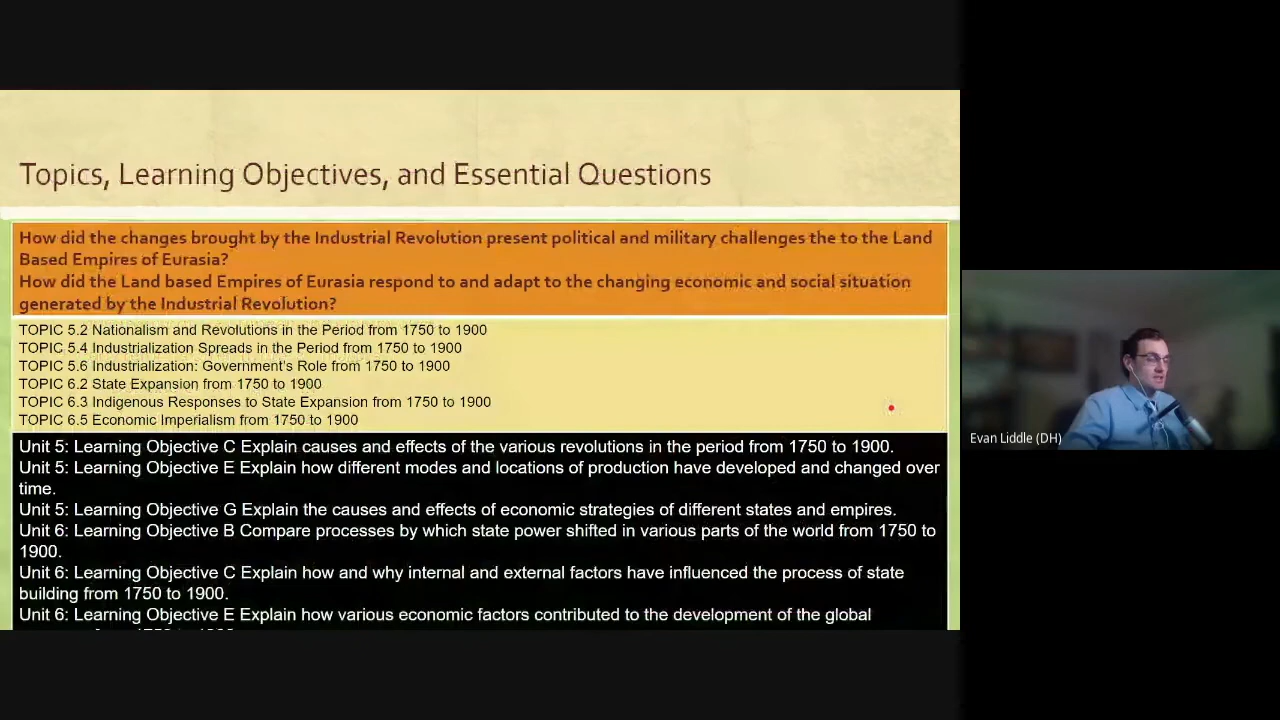 Topics, Learning Objectives, and Essential Questions
How did the changes brought by the Industrial Revolution present political and military challenges the to the Land
Based Empires of Eurasia?
How did the Land based Empires of Eurasia respond to and adapt to the changing economic and social situation
generated by the Industrial Revolution?
TOPIC 5.2 Nationalism and Revolutions in the Period from 1750 to 1900
TOPIC 5.4 Industrialization Spreads in the Period from 1750 to 1900
TOPIC 5.6 Industrialization: Government's Role from 1750 to 1900
TOPIC 6.2 State Expansion from 1750 to 1900
TOPIC 6.3 Indigenous Responses to State Expansion from 1750 to 1900
TOPIC 6.5 Economic Imperialism from 1750 to 1900
Unit 5: Learning Objective C Explain causes and effects of the various revolutions in the period from 1750 to 1900.
Unit 5: Learning Objective E Explain how different modes and locations of production have developed and changed over
time.
Unit 5: Learning Objective G Explain the causes and effects of economic strategies of different states and empires.
Unit 6: Learning Objective B Compare processes by which state power shifted in various parts of the world from 1750 to
1900.
Unit 6: Learning Objective C Explain how and why internal and external factors have influenced the process of state
building from 1750 to 1900.
Unit 6: Learning Objective E Explain how various economic factors contributed to the development of the global
Evan Liddle (DH)